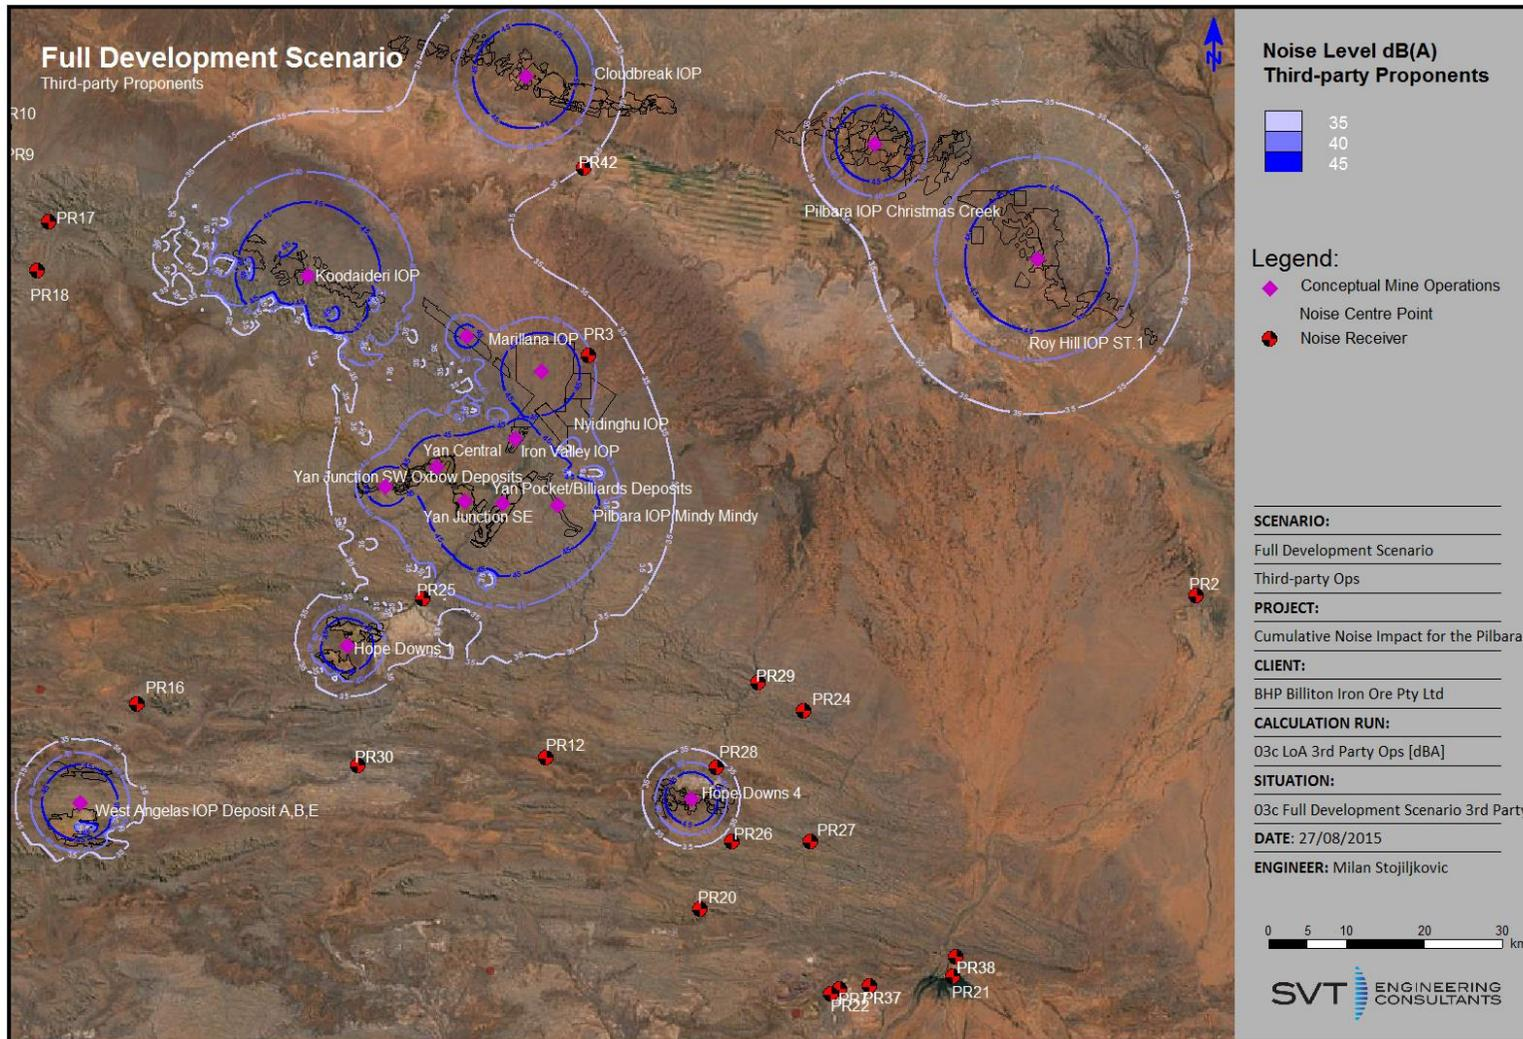 Full Development Scenario
Third-party Proponents
Cloudbreak IOP
R10
PR9
PR42
PR17
Pilbara IOP Christmas Creek
PR18
Koodaideri IOP
Marillana IOP
PR3
Roy Hill IOP ST.1
Nyidinghu IOP
Yan Central
Iron Valley IOP
Yan Junction SW Oxbow Deposits
Yan Pocket/Billiards Deposits
Yan Junction SE
Pilbara IOP Mindy Mindy
PR25
PR2
Hope Downs 1
PR29
PR16
PR24
PR30
PR12
PR28
Hope Downs 4
West Angelas IOP Deposit A,B,E
PR26
PR27
PR20
PR38
PR21
PR7
PR37
PR22
N
Noise Level dB(A)
Third-party Proponents
35
40
45
Legend:
Conceptual Mine Operations
Noise Centre Point
Noise Receiver
SCENARIO:
Full Development Scenario
Third-party Ops
PROJECT:
Cumulative Noise Impact for the Pilbara
CLIENT:
BHP Billiton Iron Ore Pty Ltd
CALCULATION RUN:
03c LoA 3rd Party Ops [dBA]
SITUATION:
03c Full Development Scenario 3rd Party
DATE: 27/08/2015
ENGINEER: Milan Stojiljkovic
0 5 10 20 30
km
SVT ENGINEERING
CONSULTANTS